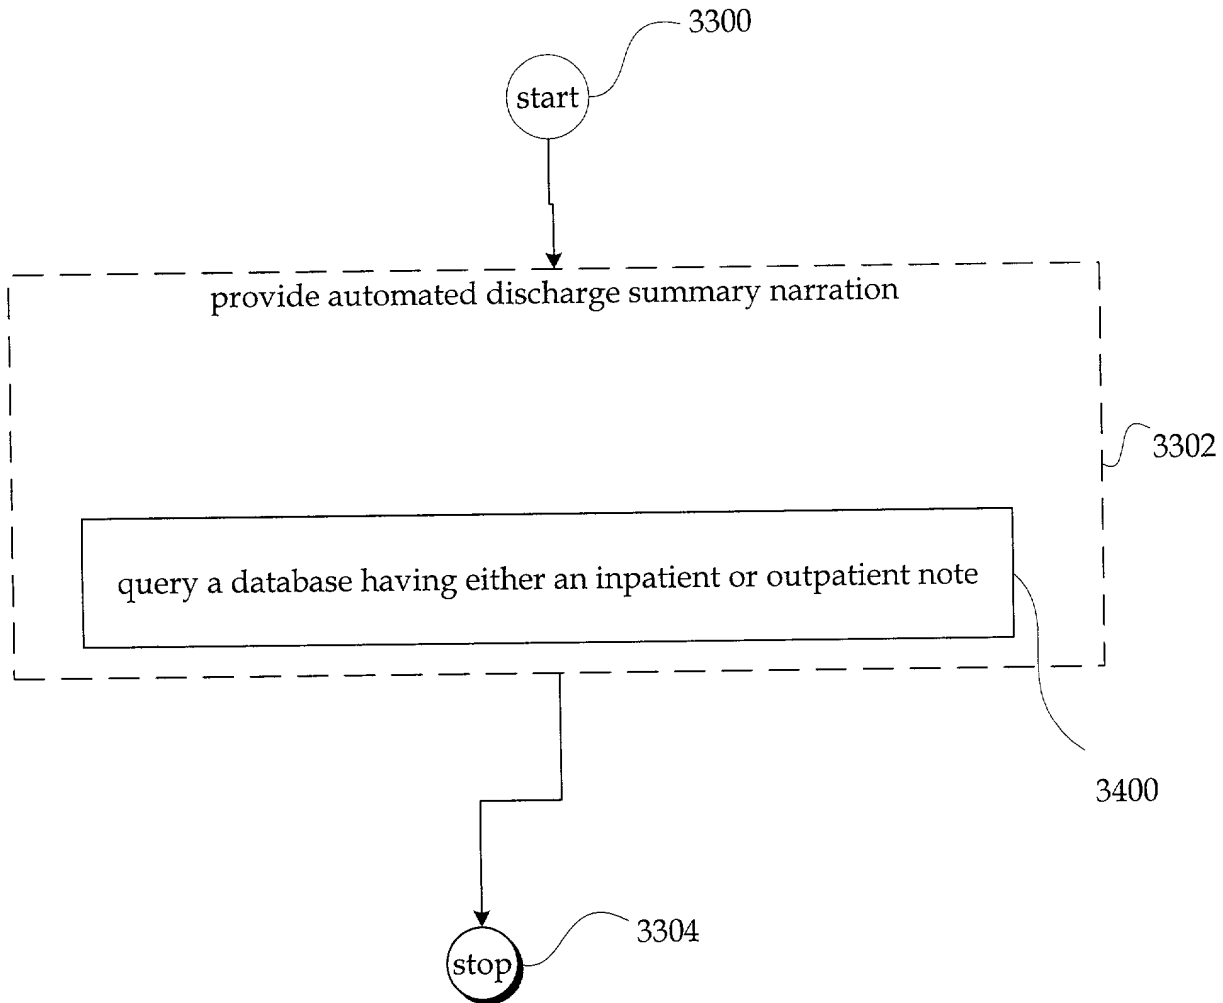 3300
start
provide automated discharge summary narration
3302
query a database having either an inpatient or outpatient note
3400
3304
stop